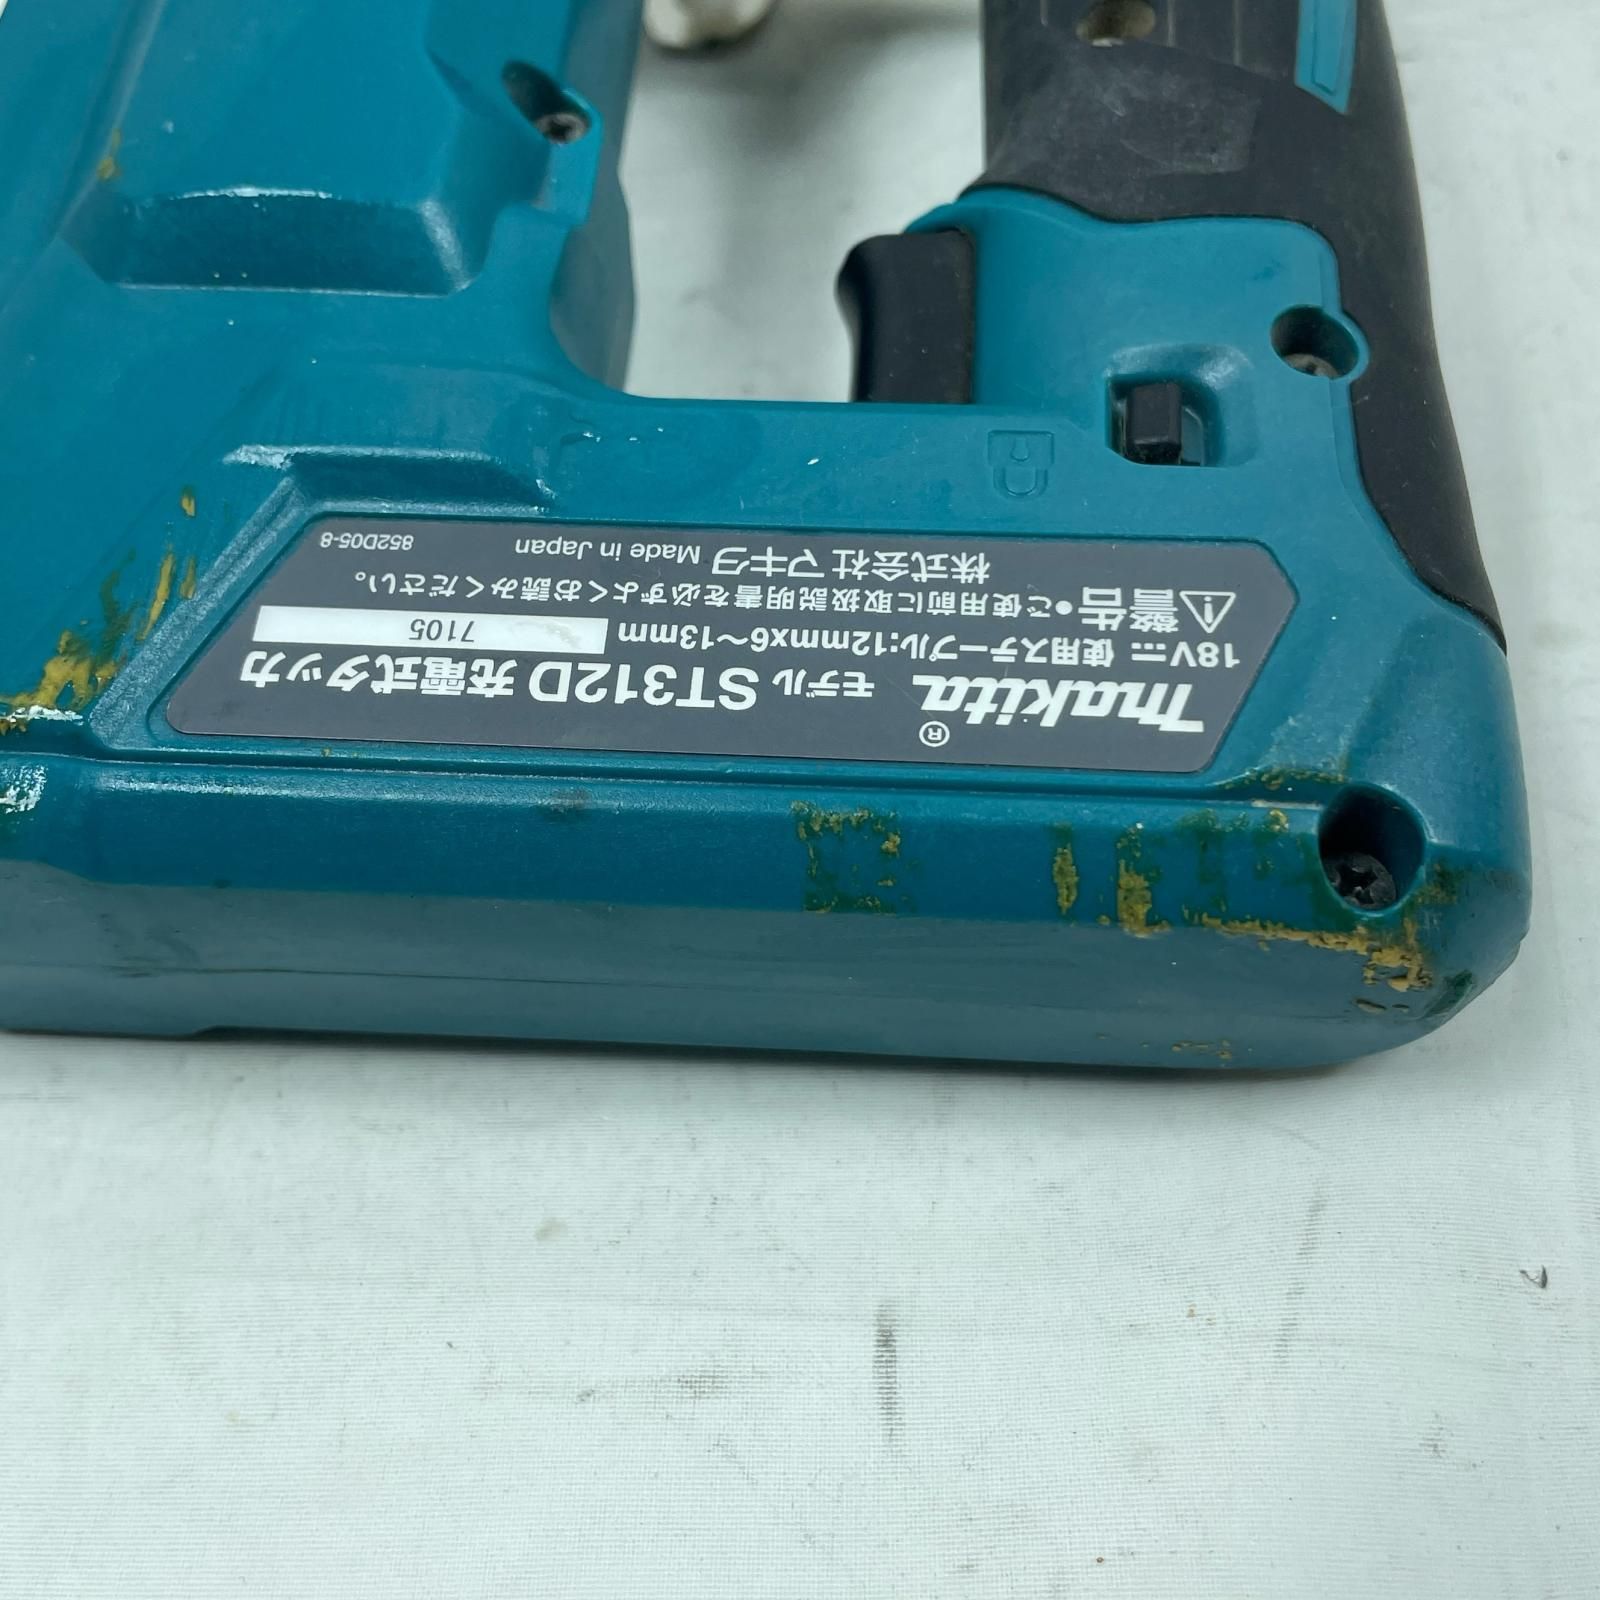 makita® モデル ST312D 充電式タッカ
18V⎓ 使用ステープル:12mmx6～13mm 7105
⚠警告 ●ご使用前に取扱説明書を必ずよくお読みください。
株式会社 マキタ Made in Japan 852D05-8